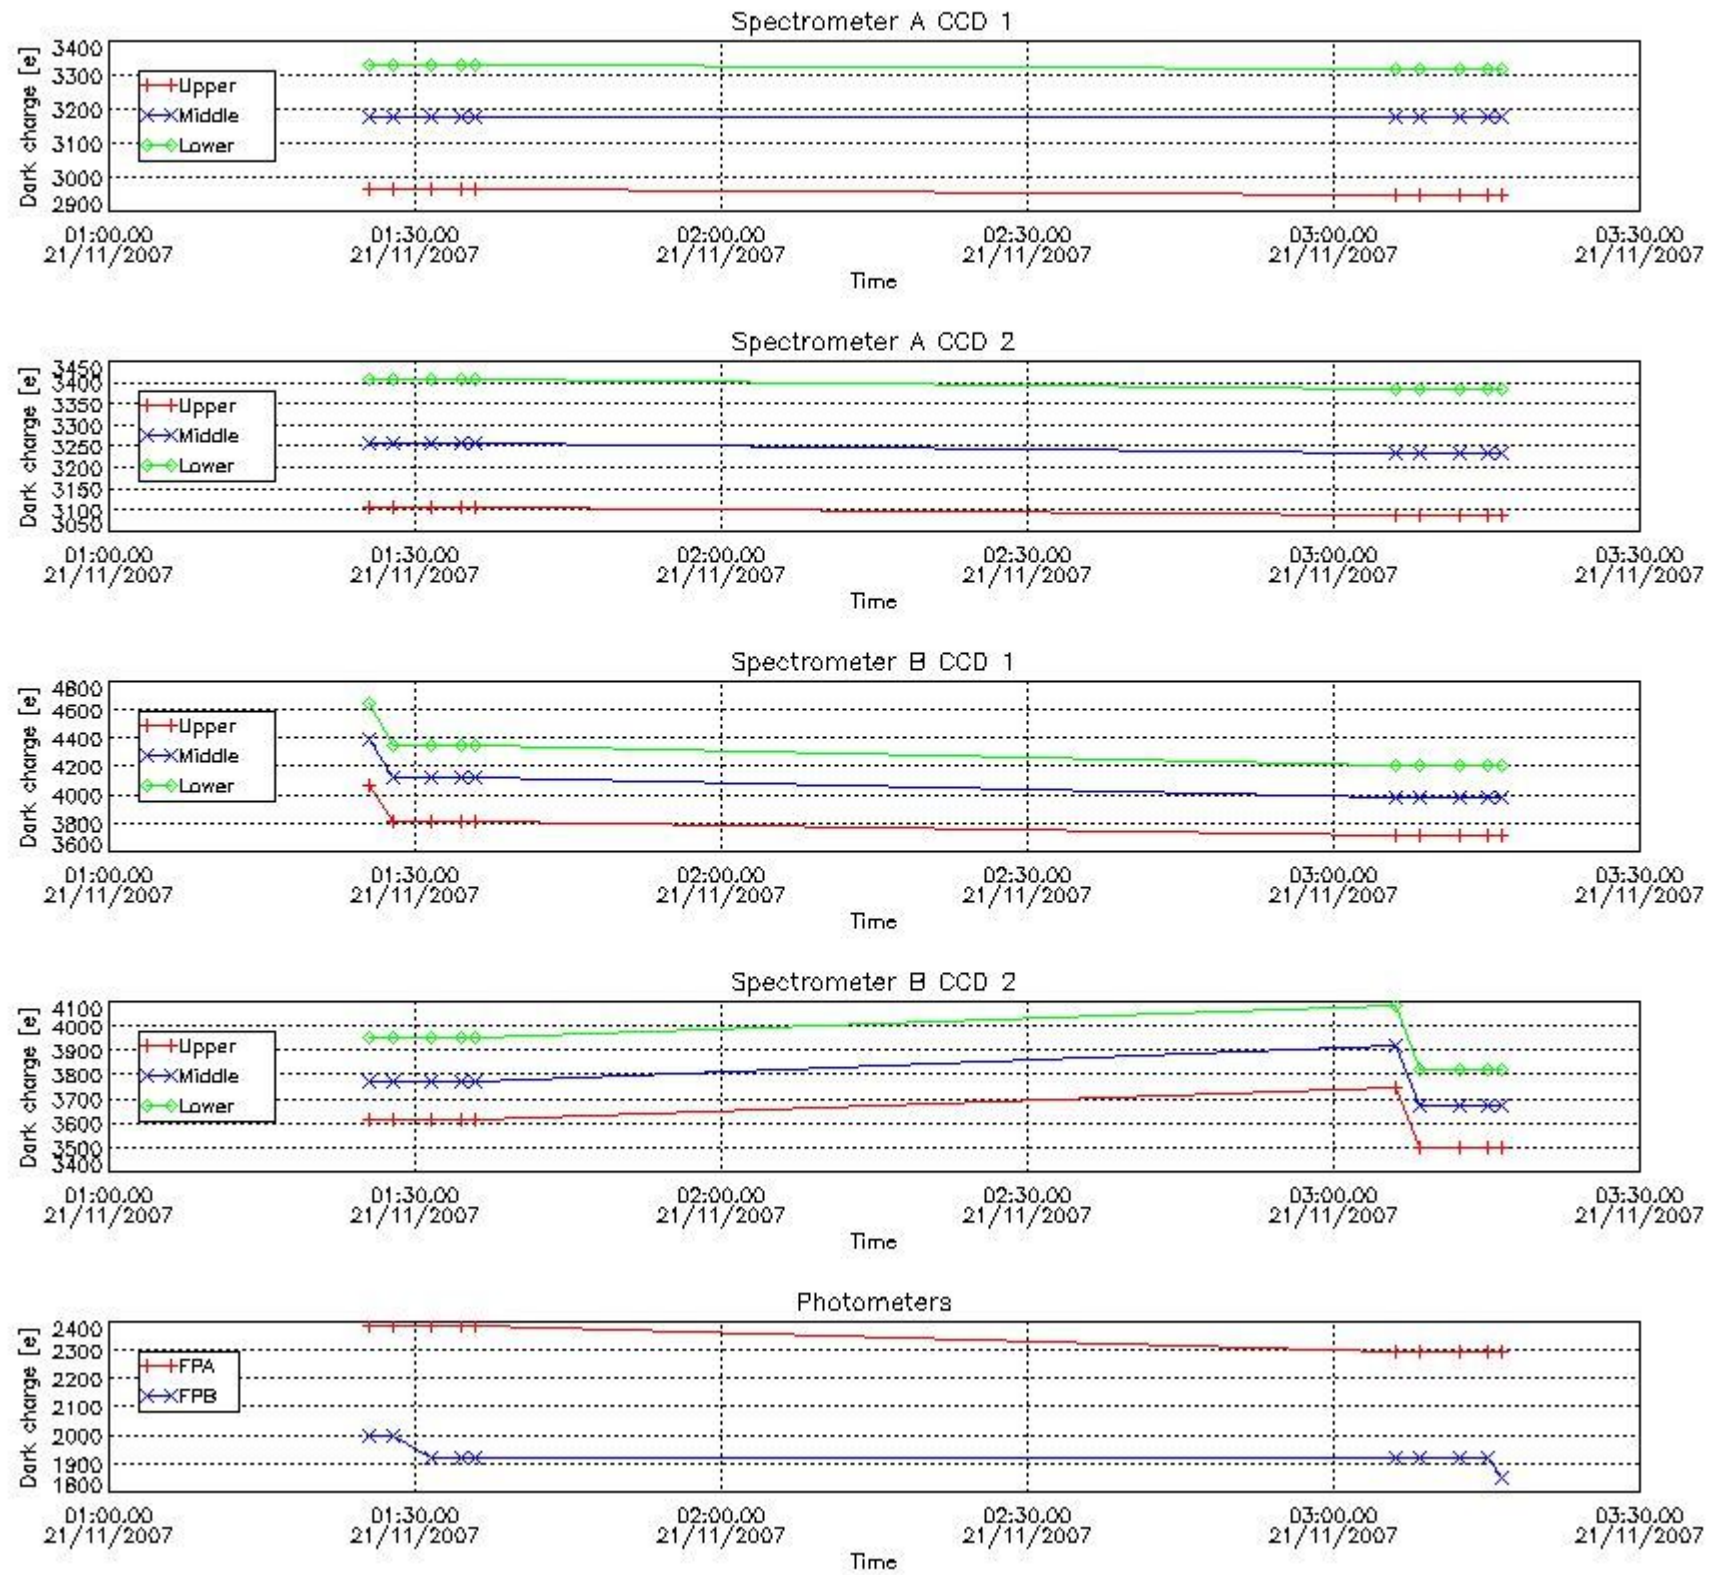 Spectrometer A CCD 1
Dark charge [e]
3400
3300
3200
3100
3000
2900
Upper
Middle
Lower
01:00.00 01:30.00 02:00.00 02:30.00 03:00.00 03:30.00
21/11/2007 21/11/2007 21/11/2007 21/11/2007 21/11/2007 21/11/2007
Time
Spectrometer A CCD 2
Dark charge [e]
3450
3400
3350
3300
3250
3200
3150
3100
3050
Upper
Middle
Lower
01:00.00 01:30.00 02:00.00 02:30.00 03:00.00 03:30.00
21/11/2007 21/11/2007 21/11/2007 21/11/2007 21/11/2007 21/11/2007
Time
Spectrometer B CCD 1
Dark charge [e]
4800
4600
4400
4200
4000
3800
3600
Upper
Middle
Lower
01:00.00 01:30.00 02:00.00 02:30.00 03:00.00 03:30.00
21/11/2007 21/11/2007 21/11/2007 21/11/2007 21/11/2007 21/11/2007
Time
Spectrometer B CCD 2
Dark charge [e]
4100
4000
3900
3800
3700
3600
3500
3400
Upper
Middle
Lower
01:00.00 01:30.00 02:00.00 02:30.00 03:00.00 03:30.00
21/11/2007 21/11/2007 21/11/2007 21/11/2007 21/11/2007 21/11/2007
Time
Photometers
Dark charge [e]
2400
2300
2200
2100
2000
1900
1800
FPA
FPB
01:00.00 01:30.00 02:00.00 02:30.00 03:00.00 03:30.00
21/11/2007 21/11/2007 21/11/2007 21/11/2007 21/11/2007 21/11/2007
Time